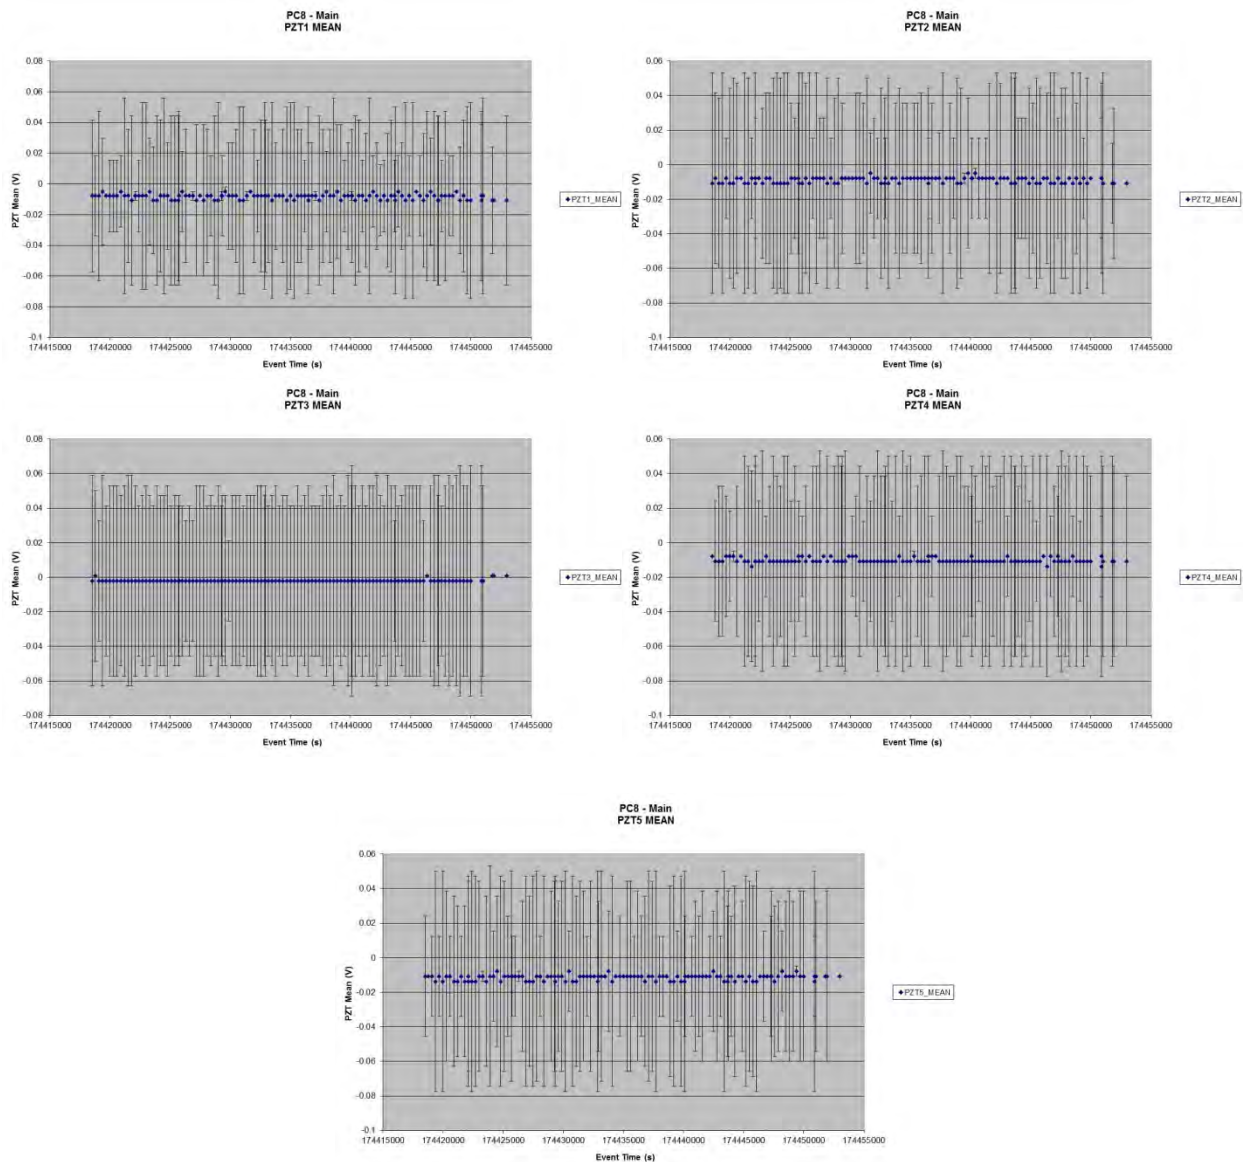 PC8 - Main
PZT1 MEAN
0.08
0.06
0.04
0.02
0
-0.02
-0.04
-0.06
-0.08
-0.1
PZT Mean (V)
174415000 174420000 174425000 174430000 174435000 174440000 174445000 174450000 174455000
Event Time (s)
PZT1_MEAN
PC8 - Main
PZT2 MEAN
0.06
0.04
0.02
0
-0.02
-0.04
-0.06
-0.08
-0.1
PZT Mean (V)
174415000 174420000 174425000 174430000 174435000 174440000 174445000 174450000 174455000
Event Time (s)
PZT2_MEAN
PC8 - Main
PZT3 MEAN
0.08
0.06
0.04
0.02
0
-0.02
-0.04
-0.06
-0.08
PZT Mean (V)
174415000 174420000 174425000 174430000 174435000 174440000 174445000 174450000 174455000
Event Time (s)
PZT3_MEAN
PC8 - Main
PZT4 MEAN
0.06
0.04
0.02
0
-0.02
-0.04
-0.06
-0.08
-0.1
PZT Mean (V)
174415000 174420000 174425000 174430000 174435000 174440000 174445000 174450000 174455000
Event Time (s)
PZT4_MEAN
PC8 - Main
PZT5 MEAN
0.06
0.04
0.02
0
-0.02
-0.04
-0.06
-0.08
-0.1
PZT Mean (V)
174415000 174420000 174425000 174430000 174435000 174440000 174445000 174450000 174455000
Event Time (s)
PZT5_MEAN